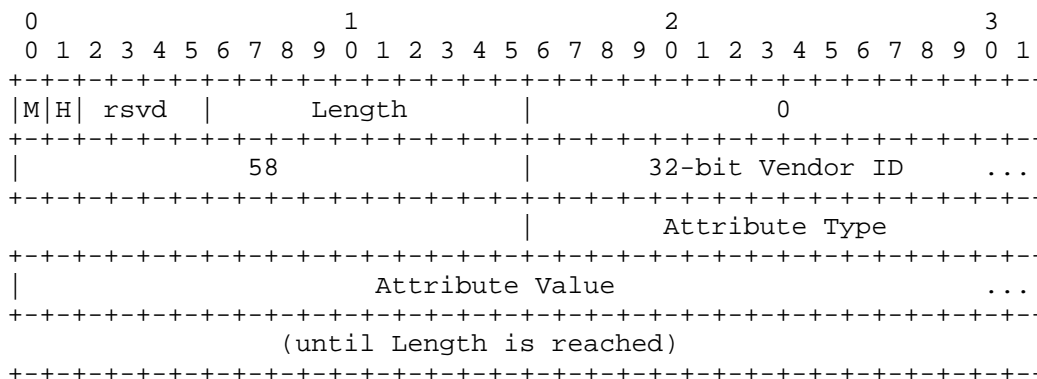 0                   1                   2                   3
 0 1 2 3 4 5 6 7 8 9 0 1 2 3 4 5 6 7 8 9 0 1 2 3 4 5 6 7 8 9 0 1
+-+-+-+-+-+-+-+-+-+-+-+-+-+-+-+-+-+-+-+-+-+-+-+-+-+-+-+-+-+-+-+--
|M|H| rsvd  |      Length       |               0
+-+-+-+-+-+-+-+-+-+-+-+-+-+-+-+-+-+-+-+-+-+-+-+-+-+-+-+-+-+-+-+--
|              58               |       32-bit Vendor ID     ...
+-+-+-+-+-+-+-+-+-+-+-+-+-+-+-+-+-+-+-+-+-+-+-+-+-+-+-+-+-+-+-+--
                                |        Attribute Type
+-+-+-+-+-+-+-+-+-+-+-+-+-+-+-+-+-+-+-+-+-+-+-+-+-+-+-+-+-+-+-+--
|                      Attribute Value                       ...
+-+-+-+-+-+-+-+-+-+-+-+-+-+-+-+-+-+-+-+-+-+-+-+-+-+-+-+-+-+-+-+--
                 (until Length is reached)
+-+-+-+-+-+-+-+-+-+-+-+-+-+-+-+-+-+-+-+-+-+-+-+-+-+-+-+-+-+-+-+--